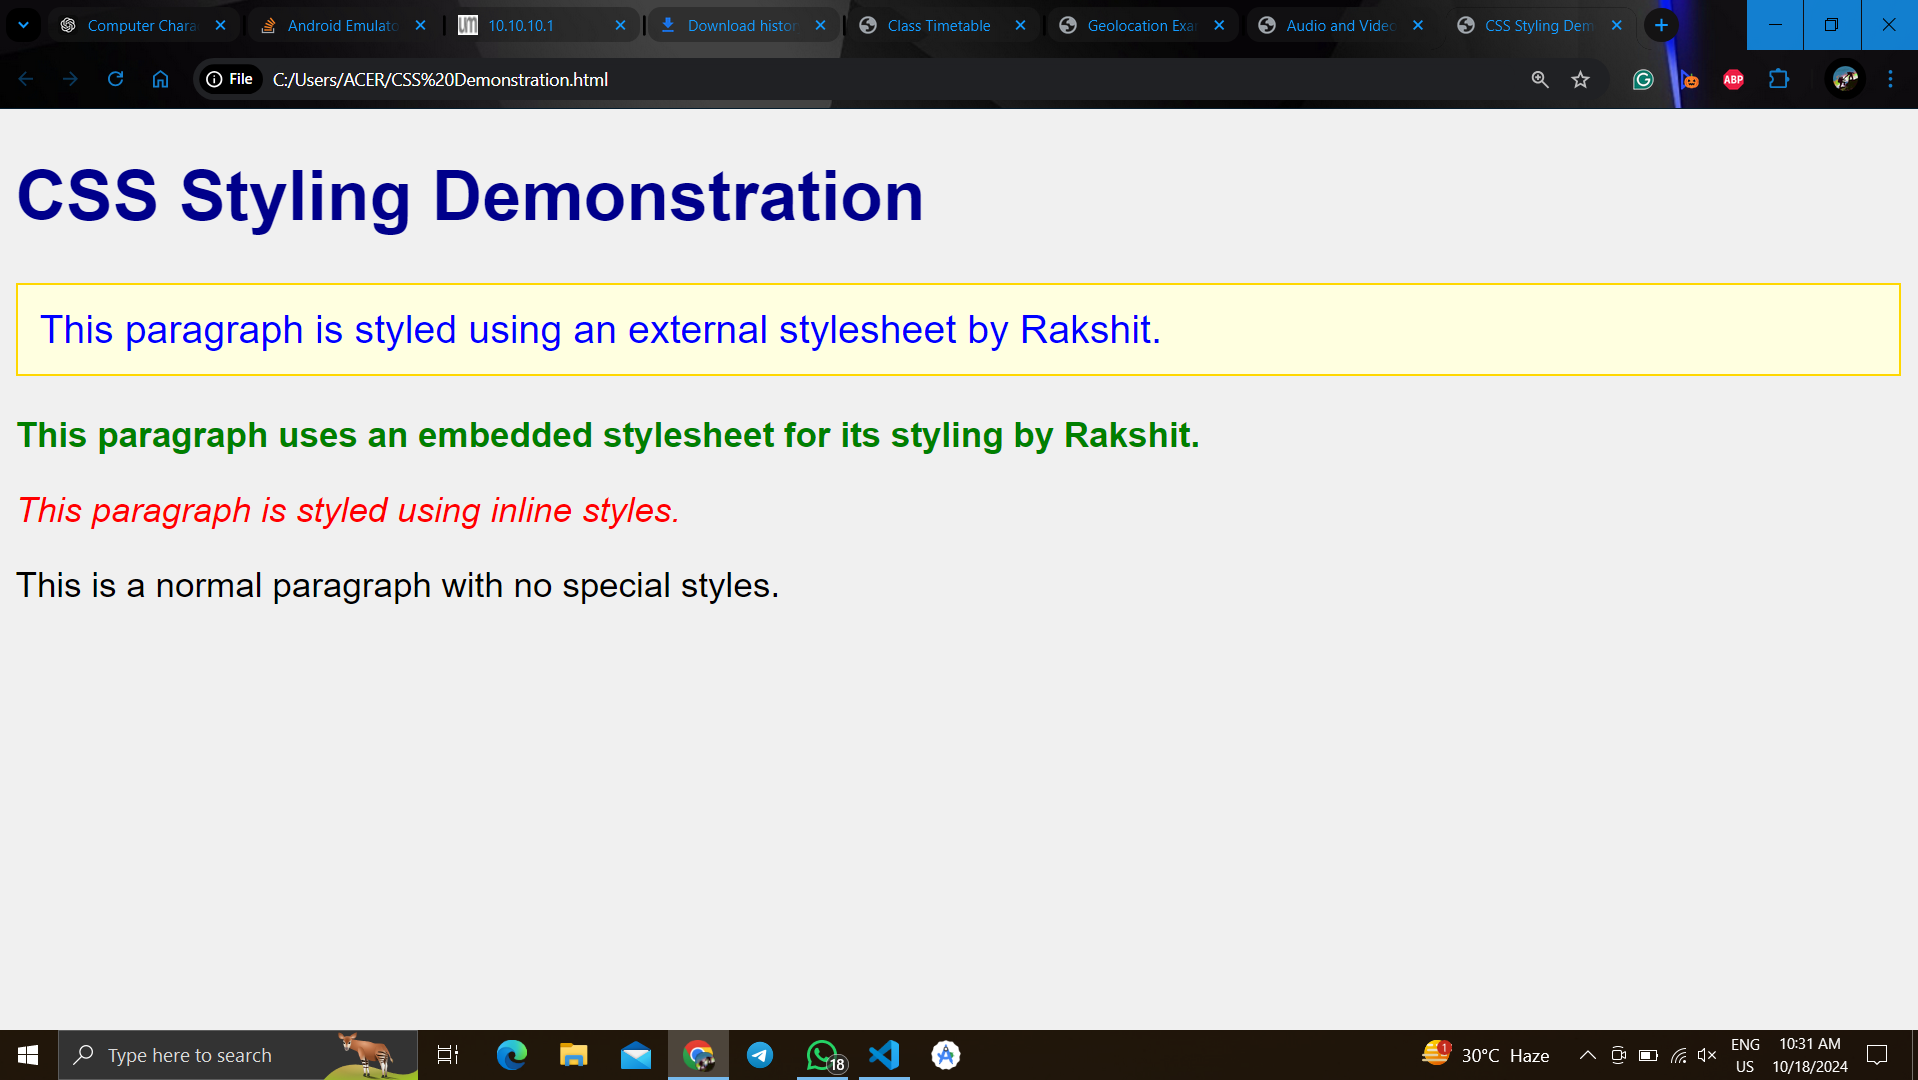 Computer Chara
Android Emulato
10.10.10.1
Download histor
Class Timetable
Geolocation Exa
Audio and Video
CSS Styling Dem
File
C:/Users/ACER/CSS%20Demonstration.html
ABP
CSS Styling Demonstration
This paragraph is styled using an external stylesheet by Rakshit.
This paragraph uses an embedded stylesheet for its styling by Rakshit.
This paragraph is styled using inline styles.
This is a normal paragraph with no special styles.
Type here to search
18
1
30°C Haze
ENG
US
10:31 AM
10/18/2024